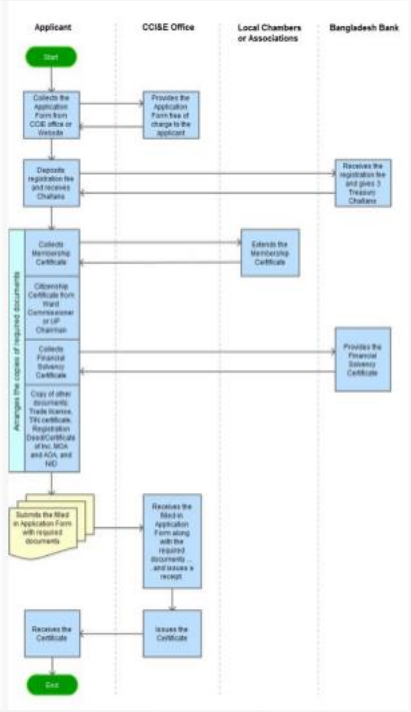 Applicant
CCI&E Office
Local Chambers
or Associations
Bangladesh Bank
Start
Collects the
Application
Form from
CCIE office or
Website
Provides the
Application
Form free of
charge to the
applicant
Deposits
registration fee
and receives
Challans
Receives the
registration fee
and gives 3
Treasury
Challans
Arranges the copies of required documents
Collects
Membership
Certificate
Extends the
Membership
Certificate
Citizenship
Certificate from
Ward
Commissioner
or UP
Chairman
Collects
Financial
Solvency
Certificate
Provides the
Financial
Solvency
Certificate
Copy of other
documents:
Trade license,
TIN certificate,
Registration
Deed/Certificate
of Inc. MOA
and AOA, and
NID
Submits the filled
in Application Form
with required
documents
Receives the
filled-in
Application
Form along
with the
required
documents ...
...and issues a
receipt
Issues the
Certificate
Receives the
Certificate
End